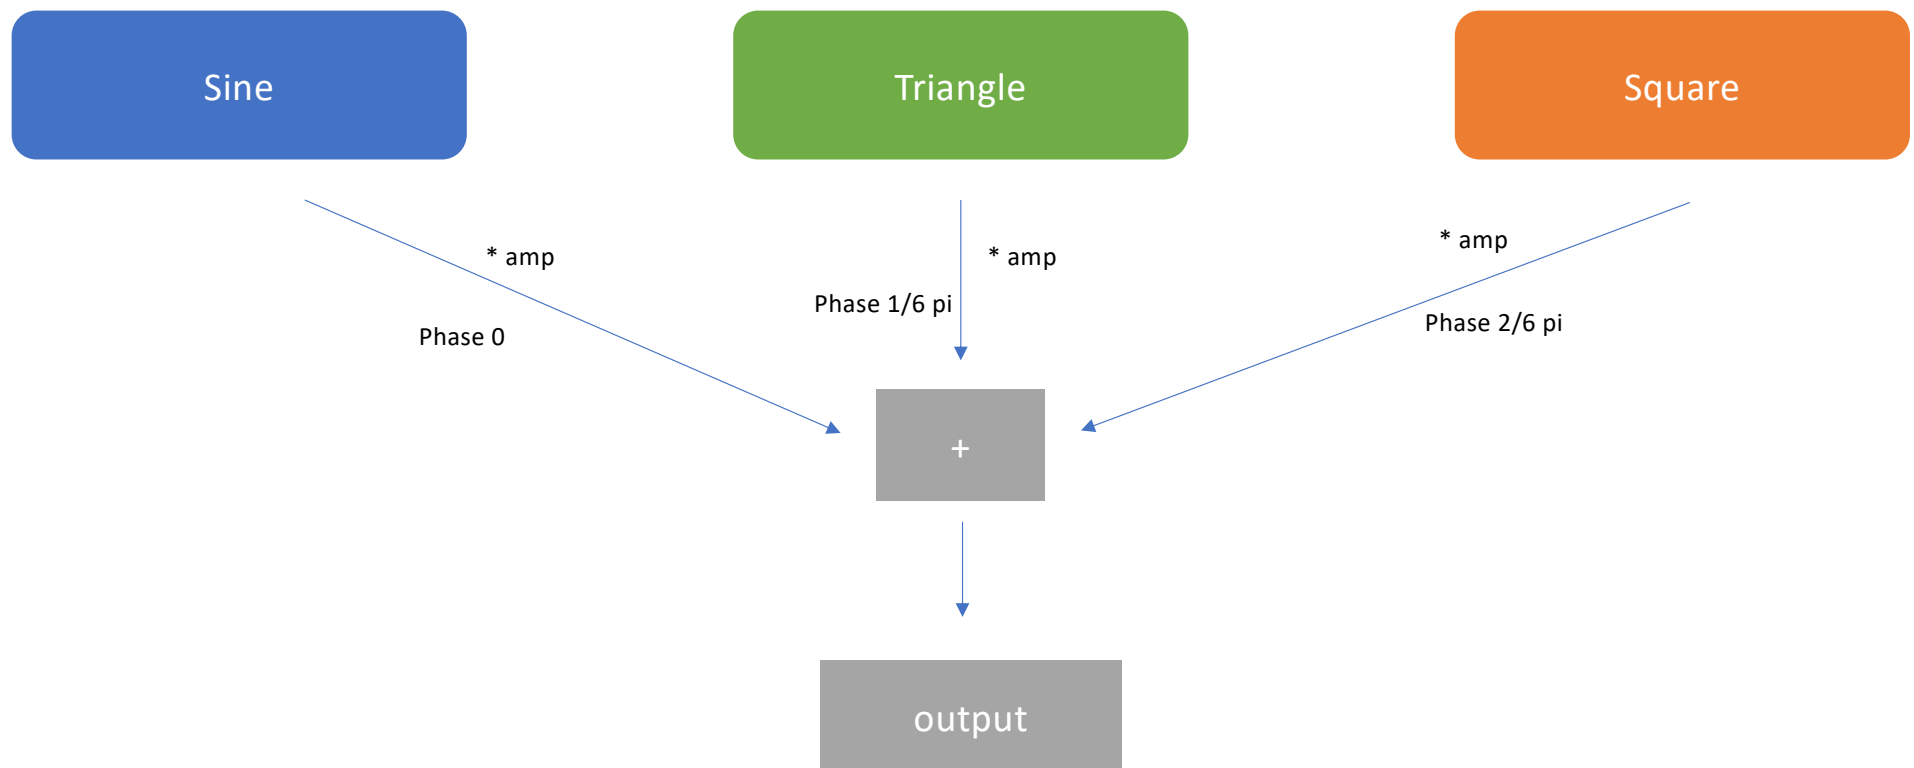 Sine
Triangle
Square
* amp
* amp
* amp
Phase 0
Phase 1/6 pi
Phase 2/6 pi
+
output